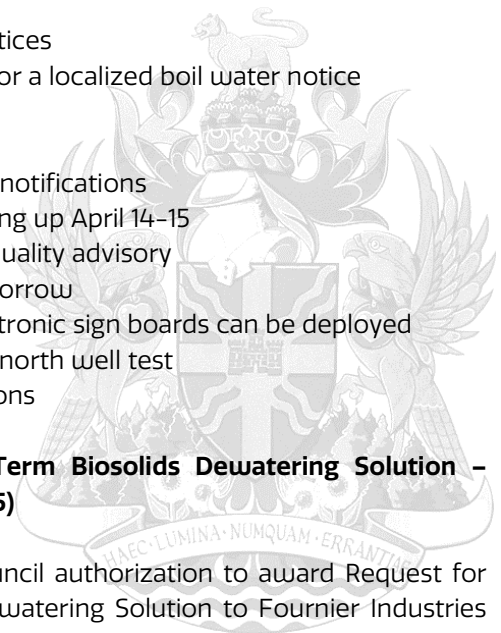 tices
or a localized boil water notice
notifications
ng up April 14-15
uality advisory
orrow
tronic sign boards can be deployed
north well test
ons
Term Biosolids Dewatering Solution –
5)
HAEC · LUMINA · NUMQUAM · ERRANTIA
uncil authorization to award Request for
watering Solution to Fournier Industries